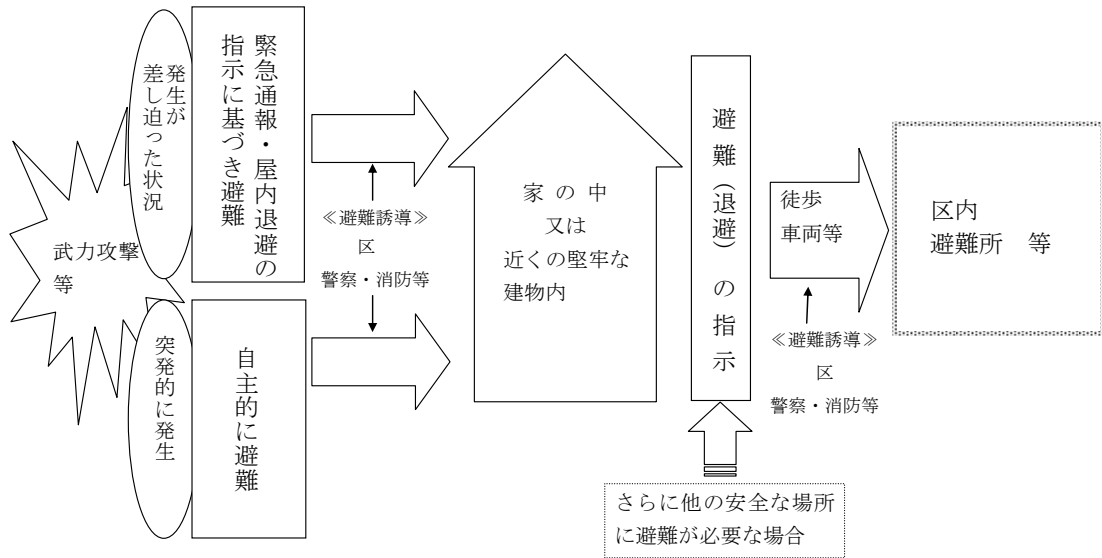 武力攻撃
等
発生が
差し迫った状況
緊急通報・屋内退避の
指示に基づき避難
突発的に発生
自主的に避難
≪避難誘導≫
区
警察・消防等
家の中
又は
近くの堅牢な
建物内
避難(退避)の指示
さらに他の安全な場所
に避難が必要な場合
徒歩
車両等
≪避難誘導≫
区
警察・消防等
区内
避難所　等